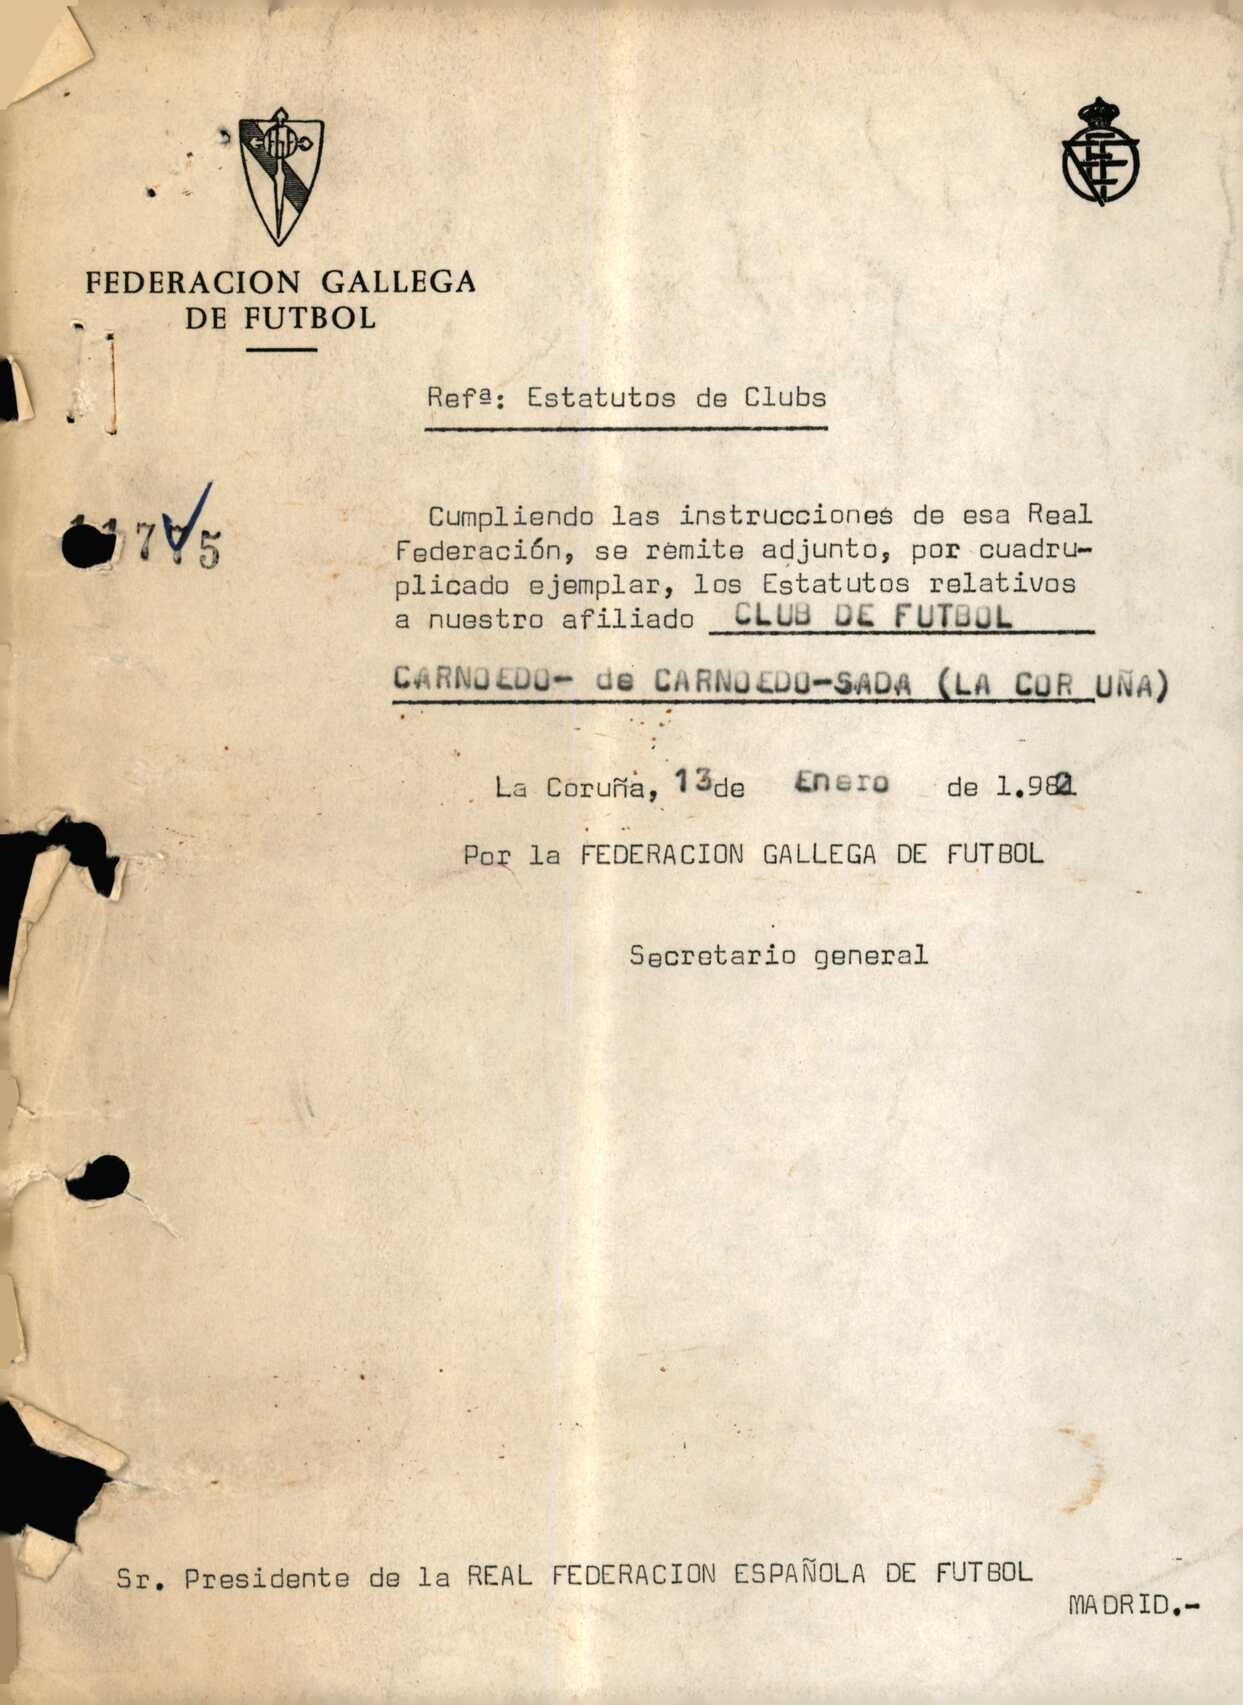 FEDERACION GALLEGA
DE FUTBOL
Refª: Estatutos de Clubs
Cumpliendo las instrucciones de esa Real
Federación, se remite adjunto, por cuadru-
plicado ejemplar, los Estatutos relativos
a nuestro afiliado CLUB DE FUTBOL
CARNOEDO- de CARNOEDO-SADA (LA COR UÑA)
La Coruña, 13 de Enero de 1.982
Por la FEDERACION GALLEGA DE FUTBOL
Secretario general
Sr. Presidente de la REAL FEDERACION ESPAÑOLA DE FUTBOL
MADRID.-